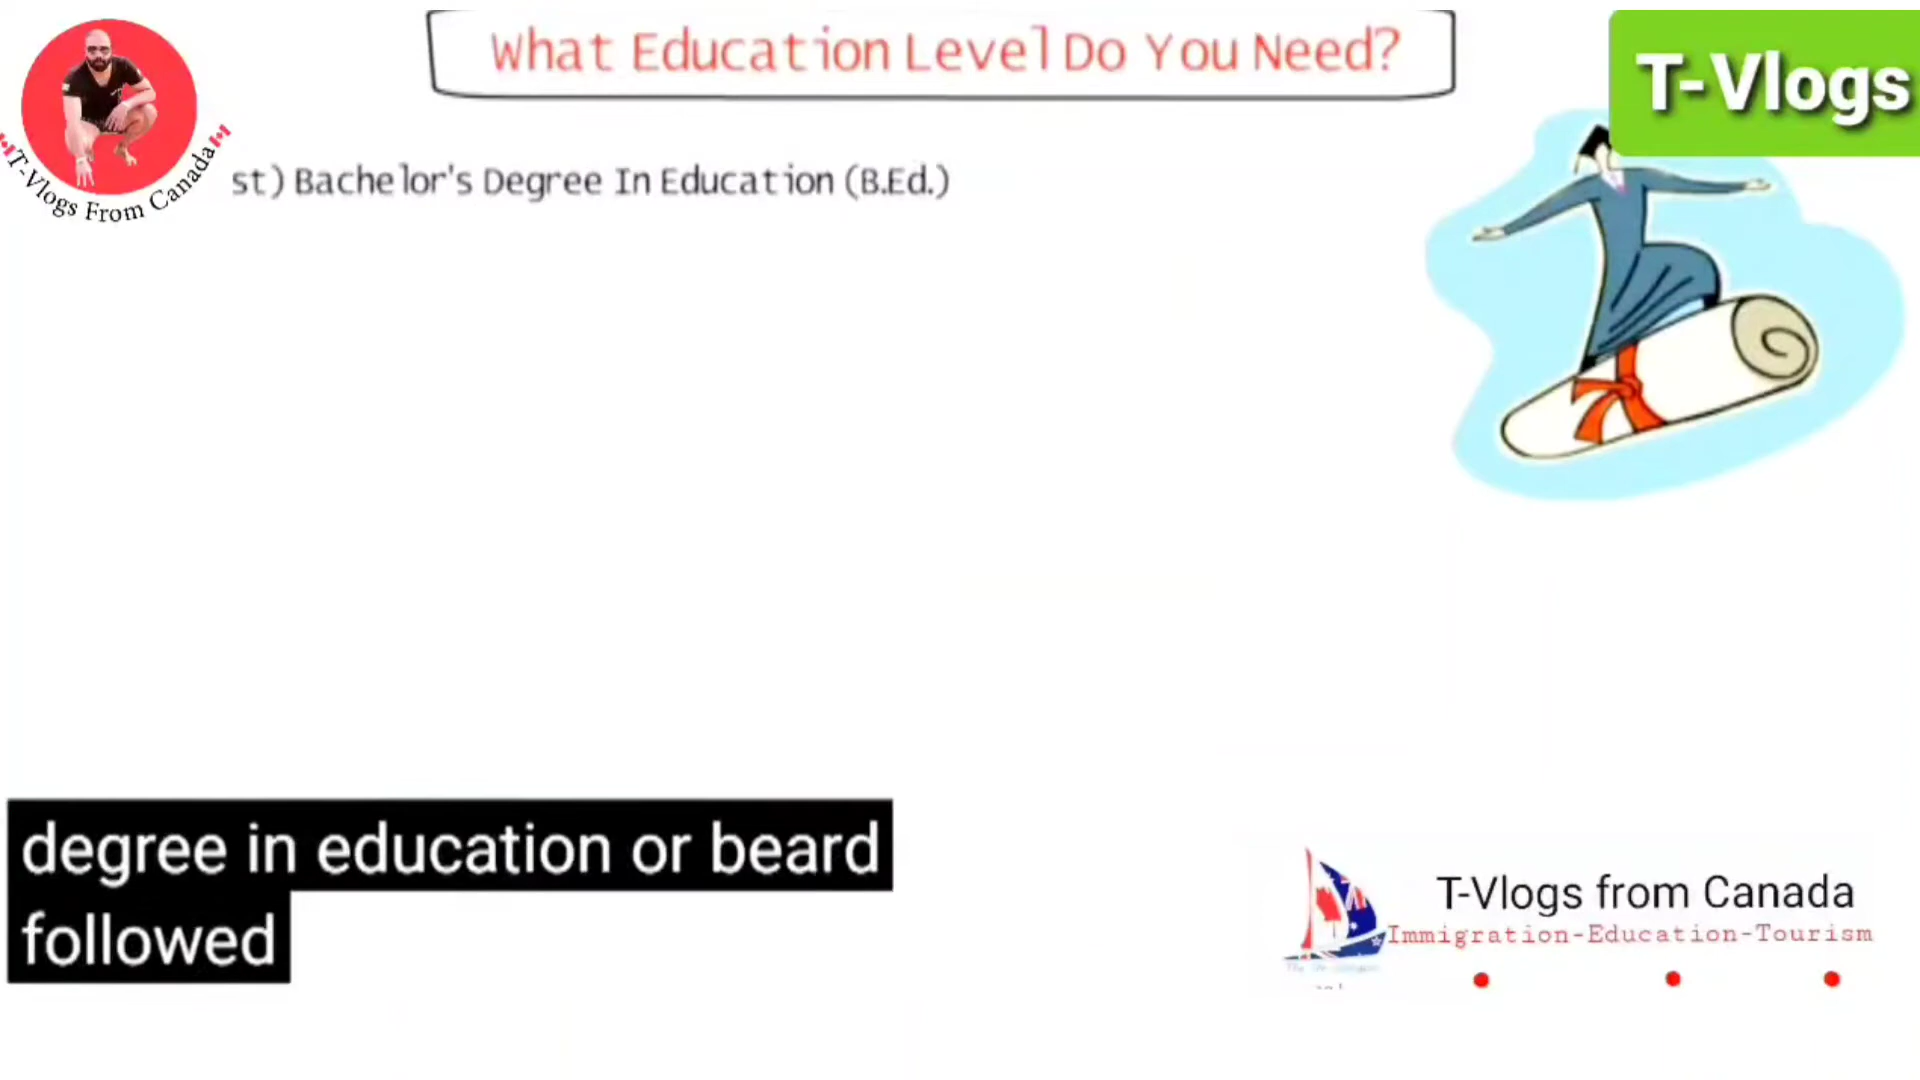 What Education Level Do You Need?
T-Vlogs
T-Vlogs From Canada
st) Bachelor's Degree In Education (B.Ed.)
degree in education or beard
followed
T-Vlogs from Canada
Immigration-Education-Tourism